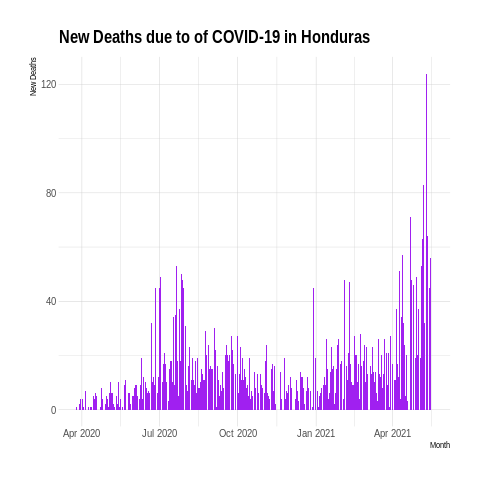 New Deaths due to of COVID-19 in Honduras
New Deaths
120
80
40
0
Apr 2020
Jul 2020
Oct 2020
Jan 2021
Apr 2021
Month